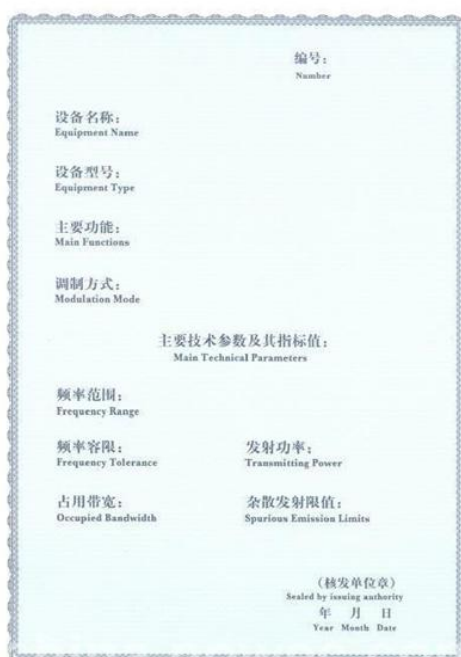 编号：
Number
设备名称：
Equipment Name
设备型号：
Equipment Type
主要功能：
Main Functions
调制方式：
Modulation Mode
主要技术参数及其指标值：
Main Technical Parameters
频率范围：
Frequency Range
频率容限：
Frequency Tolerance
发射功率：
Transmitting Power
占用带宽：
Occupied Bandwidth
杂散发射限值：
Spurious Emission Limits
（核发单位章）
Sealed by issuing authority
年 月 日
Year Month Date